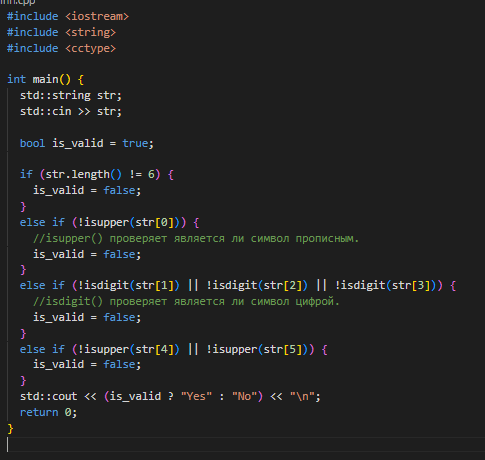 #include <iostream>
#include <string>
#include <cctype>

int main() {
  std::string str;
  std::cin >> str;

  bool is_valid = true;

  if (str.length() != 6) {
    is_valid = false;
  }
  else if (!isupper(str[0])) {
    //isupper() проверяет является ли символ прописным.
    is_valid = false;
  }
  else if (!isdigit(str[1]) || !isdigit(str[2]) || !isdigit(str[3])) {
    //isdigit() проверяет является ли символ цифрой.
    is_valid = false;
  }
  else if (!isupper(str[4]) || !isupper(str[5])) {
    is_valid = false;
  }
  std::cout << (is_valid ? "Yes" : "No") << "\n";
  return 0;
}